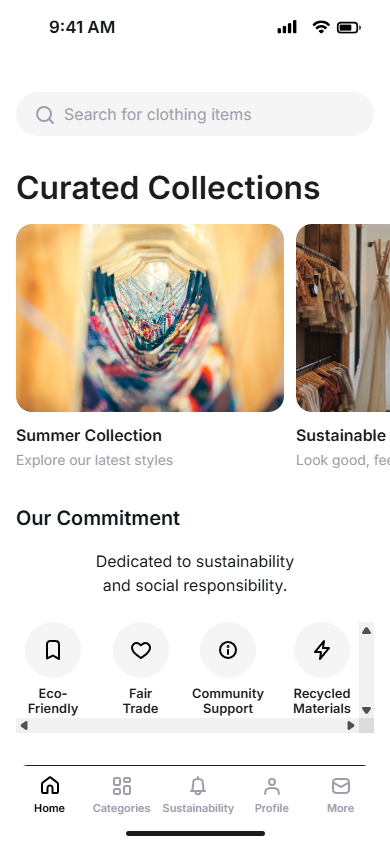 9:41 AM
Search for clothing items
Curated Collections
Summer Collection
Sustainable
Explore our latest styles
Look good, fee
Our Commitment
Dedicated to sustainability
and social responsibility.
Eco-
Friendly
Fair
Trade
Community
Support
Recycled
Materials
Home
Categories
Sustainability
Profile
More